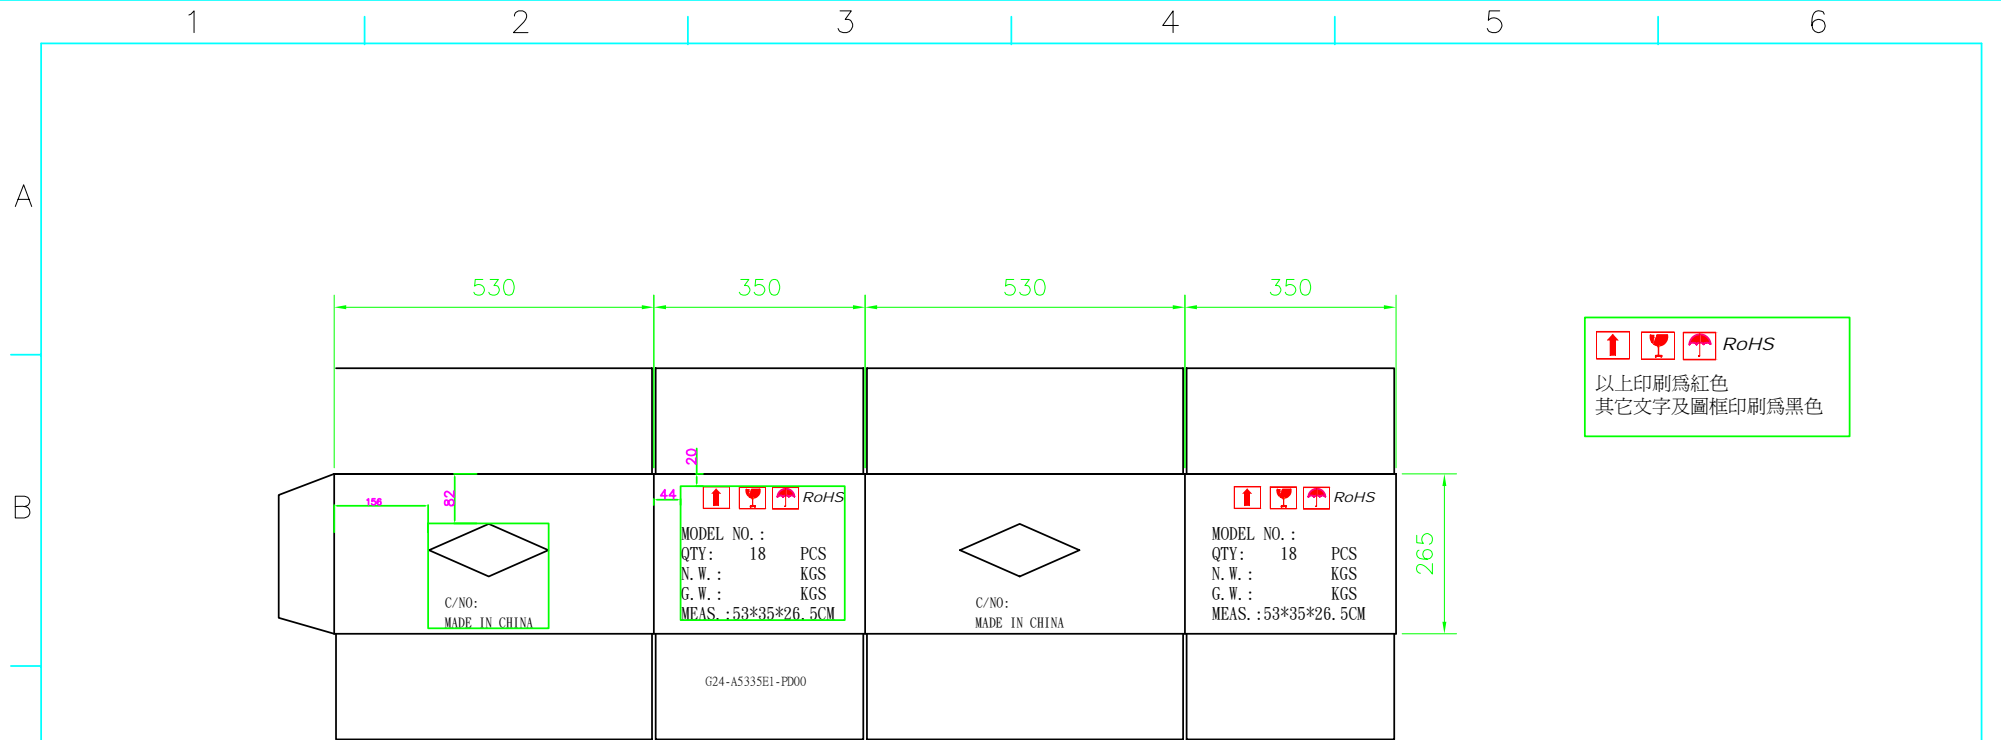 1 2 3 4 5 6
A
530 350 530 350
RoHS
以上印刷爲紅色
其它文字及圖框印刷爲黑色
B
156
82
20
44
RoHS
MODEL NO.:
QTY: 18 PCS
N.W.: KGS
G.W.: KGS
MEAS.:53*35*26.5CM
C/NO:
MADE IN CHINA
C/NO:
MADE IN CHINA
RoHS
MODEL NO.:
QTY: 18 PCS
N.W.: KGS
G.W.: KGS
MEAS.:53*35*26.5CM
265
G24-A5335E1-PD00